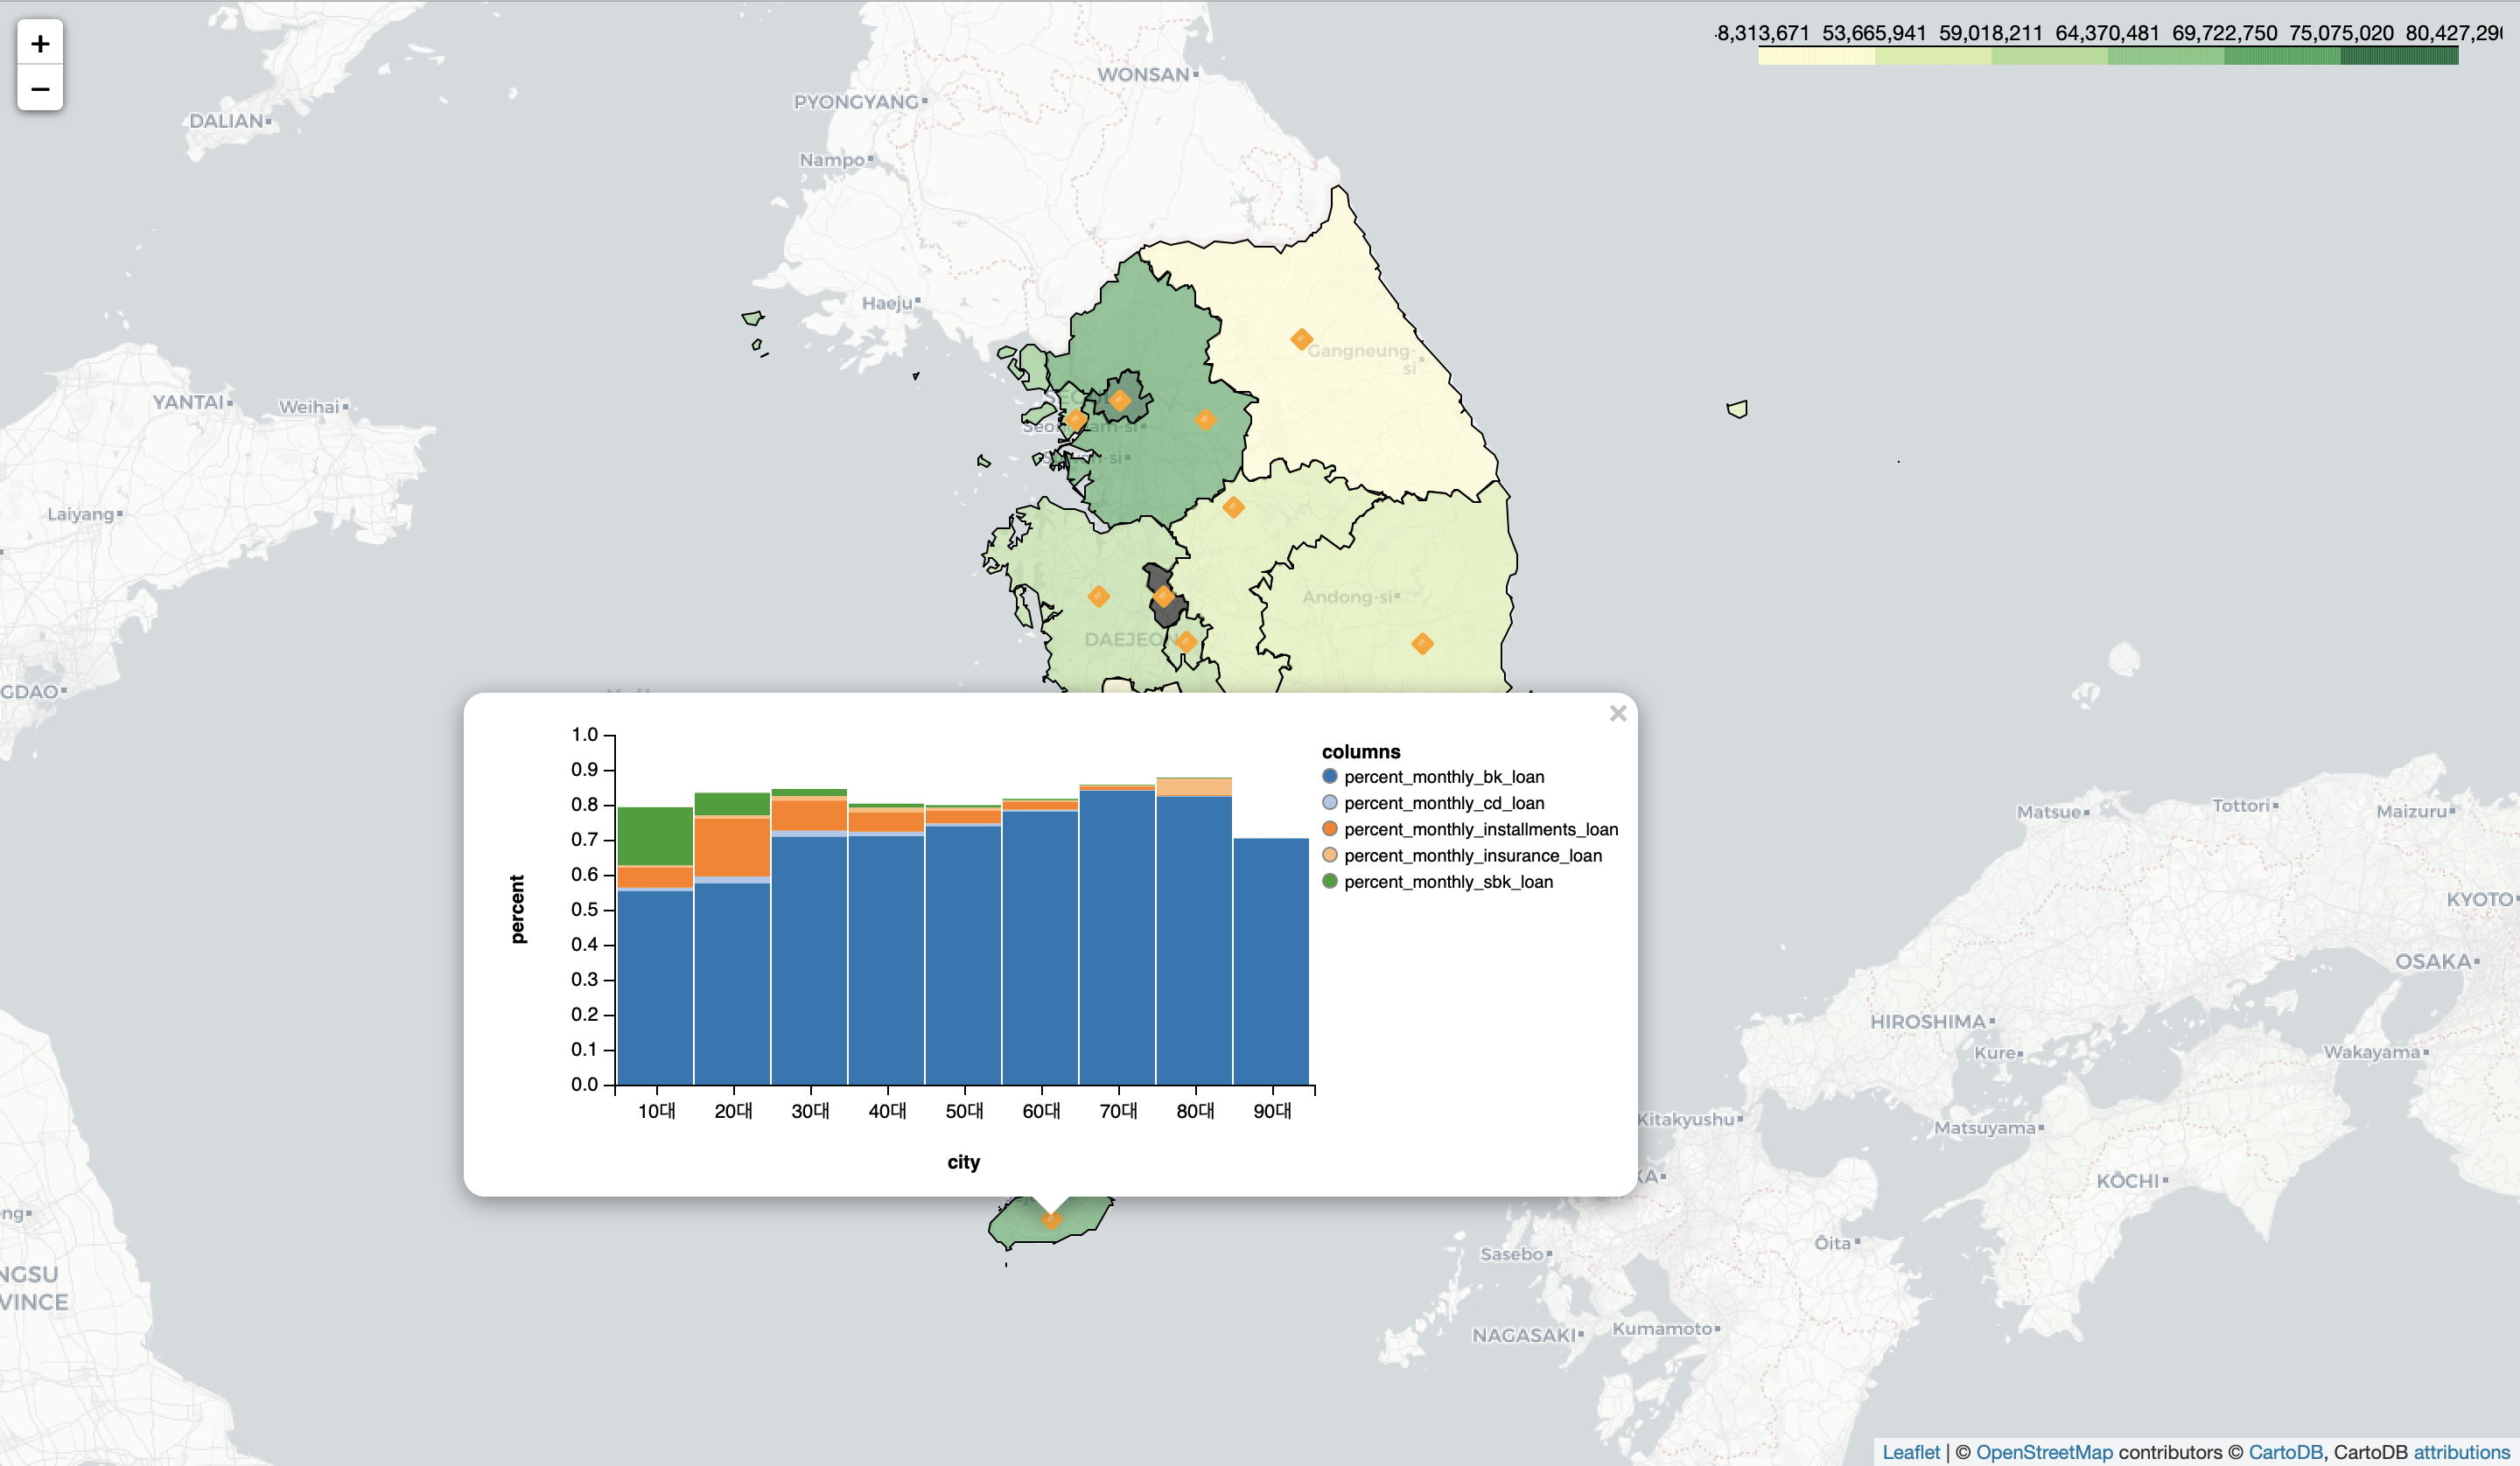 +
−
8,313,671 53,665,941 59,018,211 64,370,481 69,722,750 75,075,020 80,427,29
WONSAN
PYONGYANG
DALIAN
Nampo
Haeju
Gangneung-
si
YANTAI
Weihai
Laiyang
Andong-si
DAEJEON
GDAO
×
1.0
0.9
0.8
0.7
0.6
0.5
0.4
0.3
0.2
0.1
0.0
percent
10대 20대 30대 40대 50대 60대 70대 80대 90대
city
columns
percent_monthly_bk_loan
percent_monthly_cd_loan
percent_monthly_installments_loan
percent_monthly_insurance_loan
percent_monthly_sbk_loan
Matsue
Tottori
Maizuru
KYOTO
OSAKA
HIROSHIMA
Kure
Wakayama
Kitakyushu
Matsuyama
KA
KŌCHI
ng
Ōita
Sasebo
NGSU
VINCE
NAGASAKI
Kumamoto
Leaflet | © OpenStreetMap contributors © CartoDB, CartoDB attributions